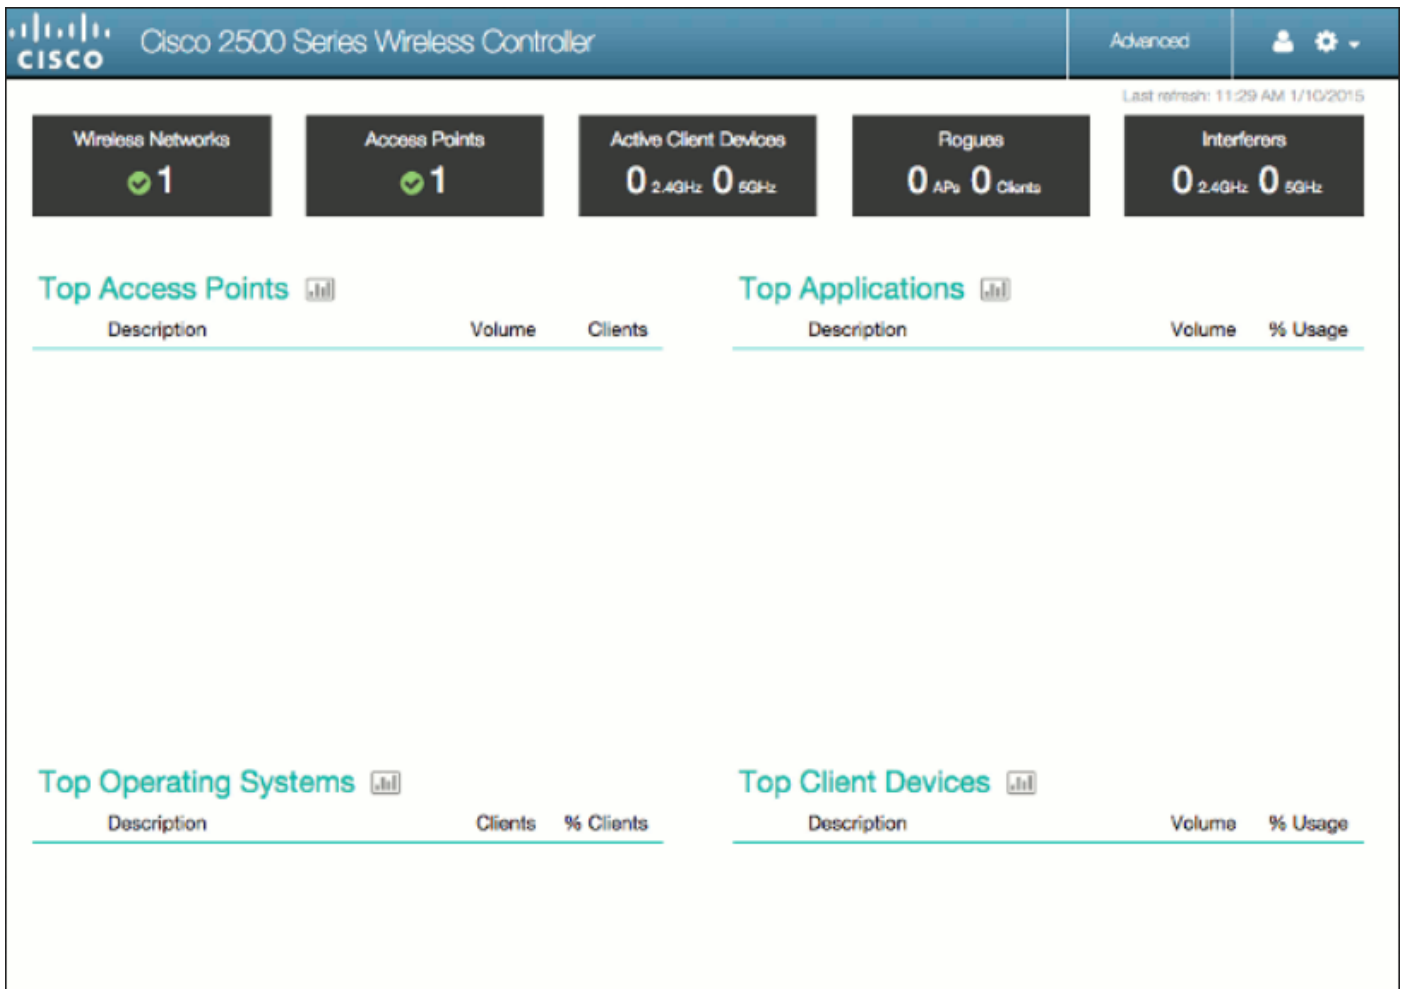 CISCO
Cisco 2500 Series Wireless Controller
Advanced
Last refresh: 11:29 AM 1/10/2015
Wireless Networks
1
Access Points
1
Active Client Devices
0 2.4GHz 0 5GHz
Rogues
0 APs 0 Clients
Interferers
0 2.4GHz 0 5GHz
Top Access Points
Description Volume Clients
Top Applications
Description Volume % Usage
Top Operating Systems
Description Clients % Clients
Top Client Devices
Description Volume % Usage